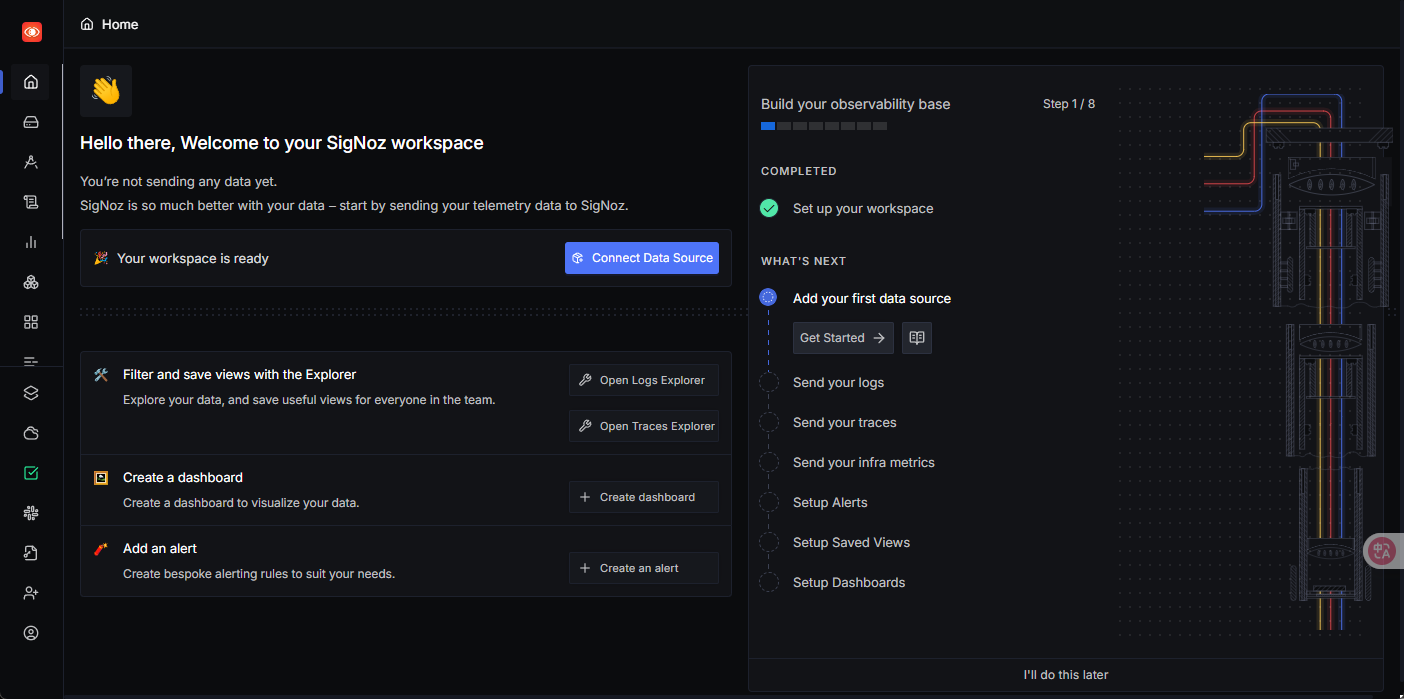 Home
Hello there, Welcome to your SigNoz workspace
You’re not sending any data yet.
SigNoz is so much better with your data – start by sending your telemetry data to SigNoz.
Your workspace is ready
Connect Data Source
Filter and save views with the Explorer
Explore your data, and save useful views for everyone in the team.
Open Logs Explorer
Open Traces Explorer
Create a dashboard
Create a dashboard to visualize your data.
Create dashboard
Add an alert
Create bespoke alerting rules to suit your needs.
Create an alert
Build your observability base
Step 1 / 8
COMPLETED
Set up your workspace
WHAT'S NEXT
Add your first data source
Get Started
Send your logs
Send your traces
Send your infra metrics
Setup Alerts
Setup Saved Views
Setup Dashboards
I'll do this later
中A